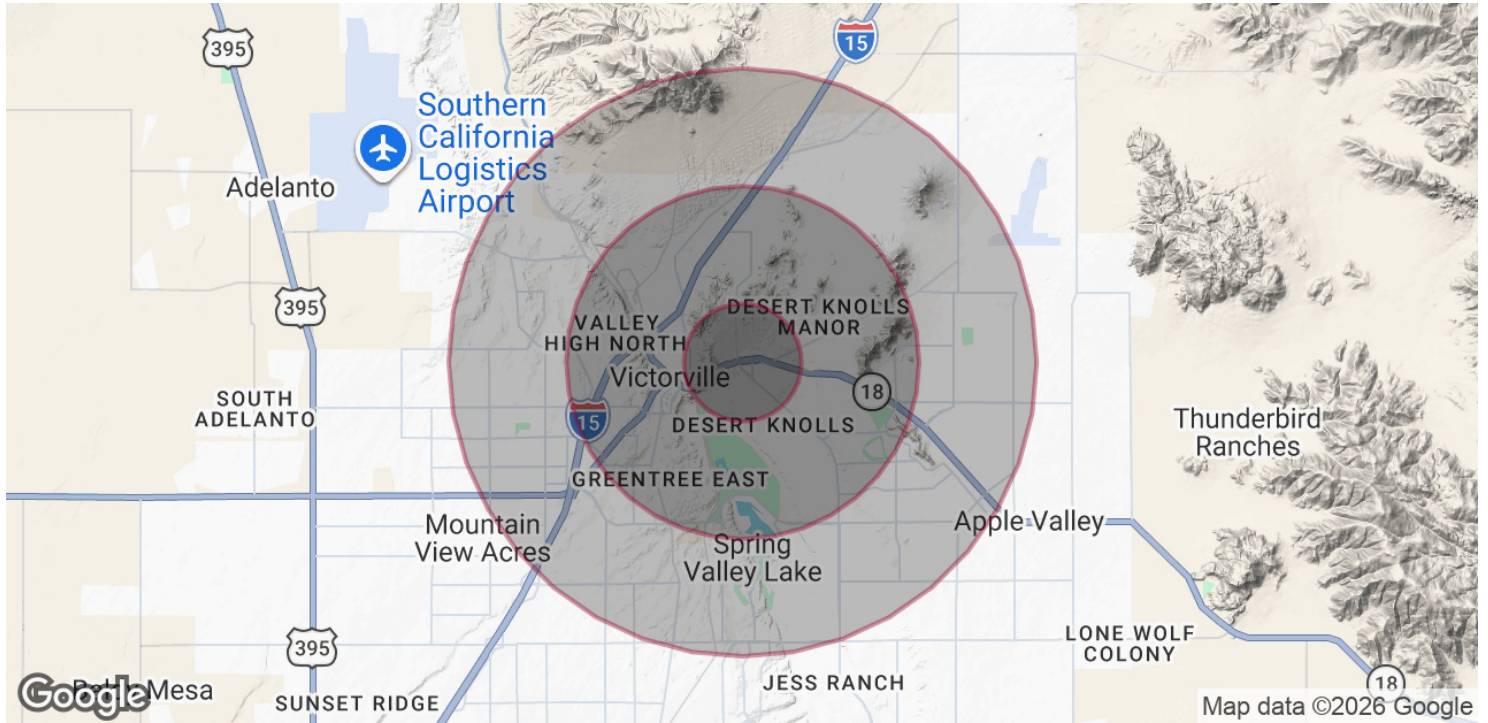 395
15
Southern
California
Logistics
Airport
Adelanto
395
DESERT KNOLLS
MANOR
VALLEY
HIGH NORTH
Victorville
18
SOUTH
ADELANTO
15
DESERT KNOLLS
Thunderbird
Ranches
GREENTREE EAST
Mountain
View Acres
Apple Valley
Spring
Valley Lake
395
LONE WOLF
COLONY
JESS RANCH
18
Google
Mesa
SUNSET RIDGE
Map data ©2026 Google